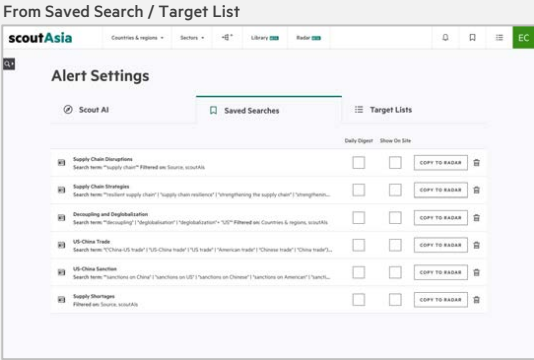 From Saved Search / Target List
scoutAsia
Countries & regions
Sectors
Library
Radar
EC
Alert Settings
Scout AI
Saved Searches
Target Lists
Daily Digest
Show On Site
Supply Chain Disruptions
Search term: "supply chain" Filtered on: Source, scoutAIs
COPY TO RADAR
Supply Chain Strategies
Search term: "resilient supply chain" | "supply chain resilience" | "strengthening the supply chain" | "strengthenin...
COPY TO RADAR
Decoupling and Deglobalization
Search term: "decoupling" | "deglobalisation" | "deglobalization"+ "US" Filtered on: Countries & regions, scoutAIs
COPY TO RADAR
US-China Trade
Search term: "China-US trade" | "US-China trade" | "US trade" | "American trade" | "Chinese trade" | "China trade"|...
COPY TO RADAR
US-China Sanction
Search term: "sanctions on China" | "sanctions on US" | "sanctions on Chinese" | "sanctions on American" | "sancti...
COPY TO RADAR
Supply Shortages
Filtered on: Source, scoutAIs
COPY TO RADAR